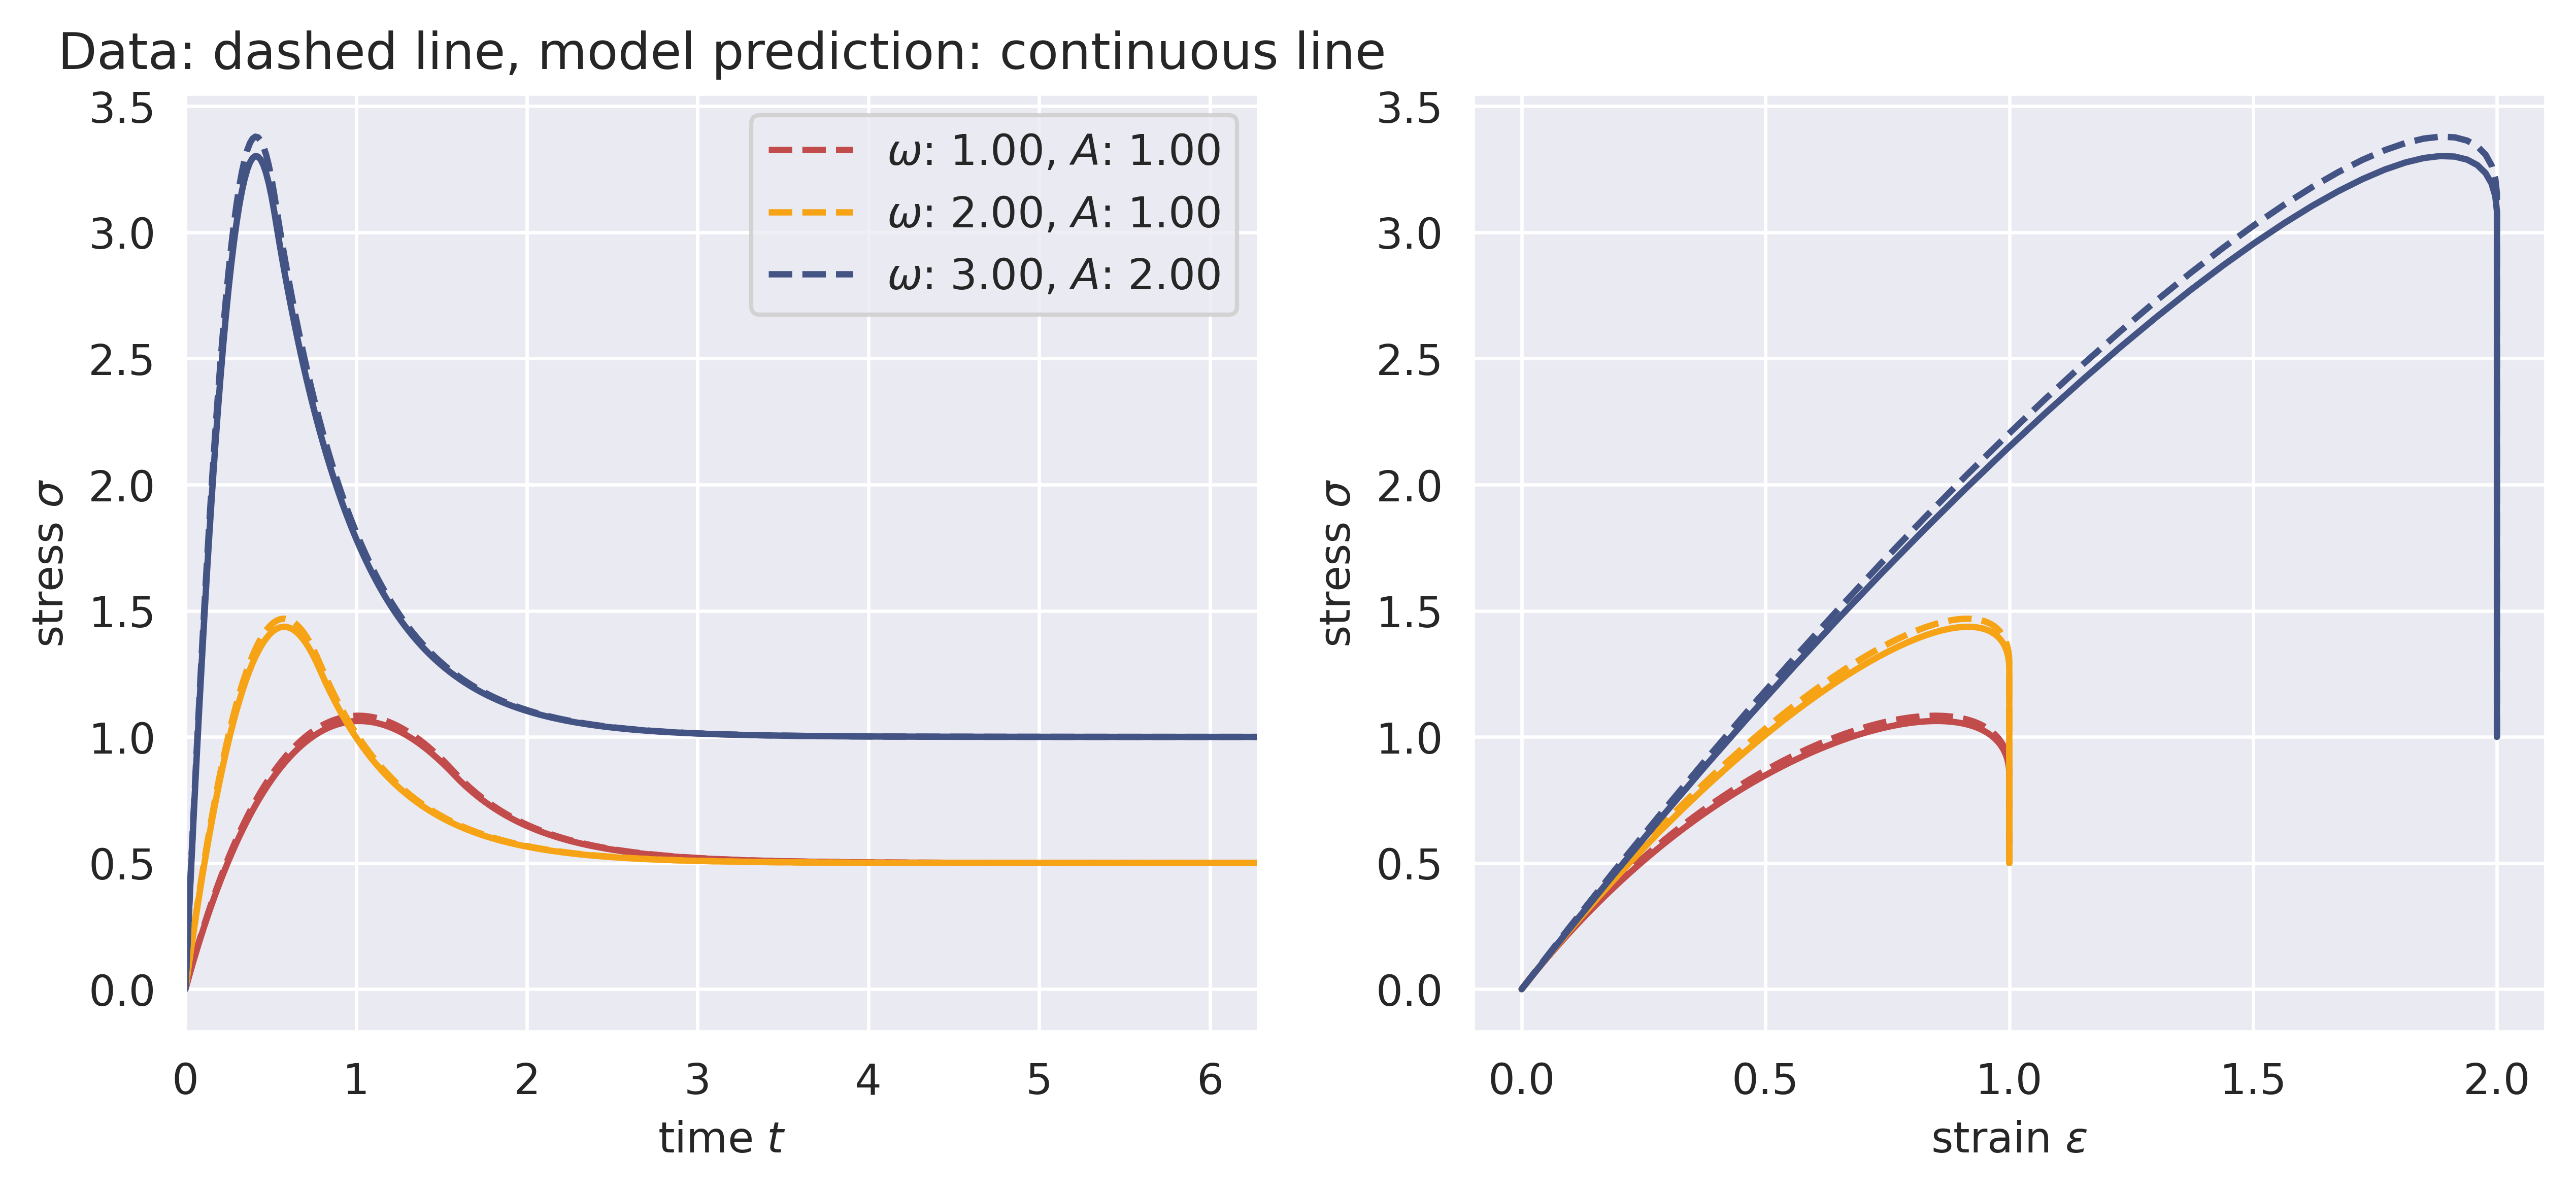 Data: dashed line, model prediction: continuous line
3.5
3.0
2.5
2.0
1.5
1.0
0.5
0.0
stress σ
0 1 2 3 4 5 6
time t
ω: 1.00, A: 1.00
ω: 2.00, A: 1.00
ω: 3.00, A: 2.00
3.5
3.0
2.5
2.0
1.5
1.0
0.5
0.0
stress σ
0.0 0.5 1.0 1.5 2.0
strain ε